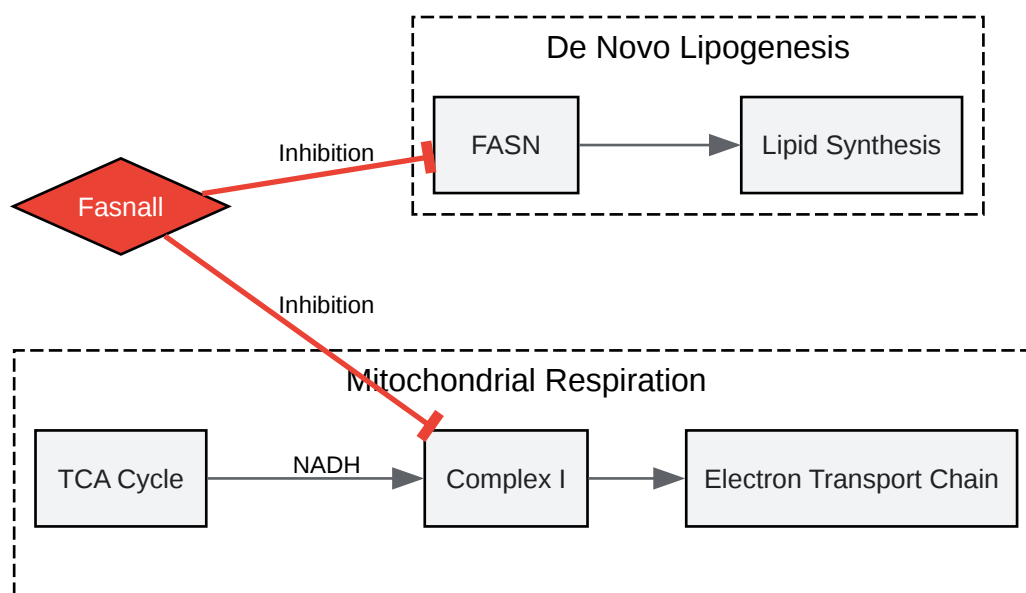 De Novo Lipogenesis
FASN
Lipid Synthesis
Inhibition
Fasnall
Inhibition
Mitochondrial Respiration
TCA Cycle
NADH
Complex I
Electron Transport Chain